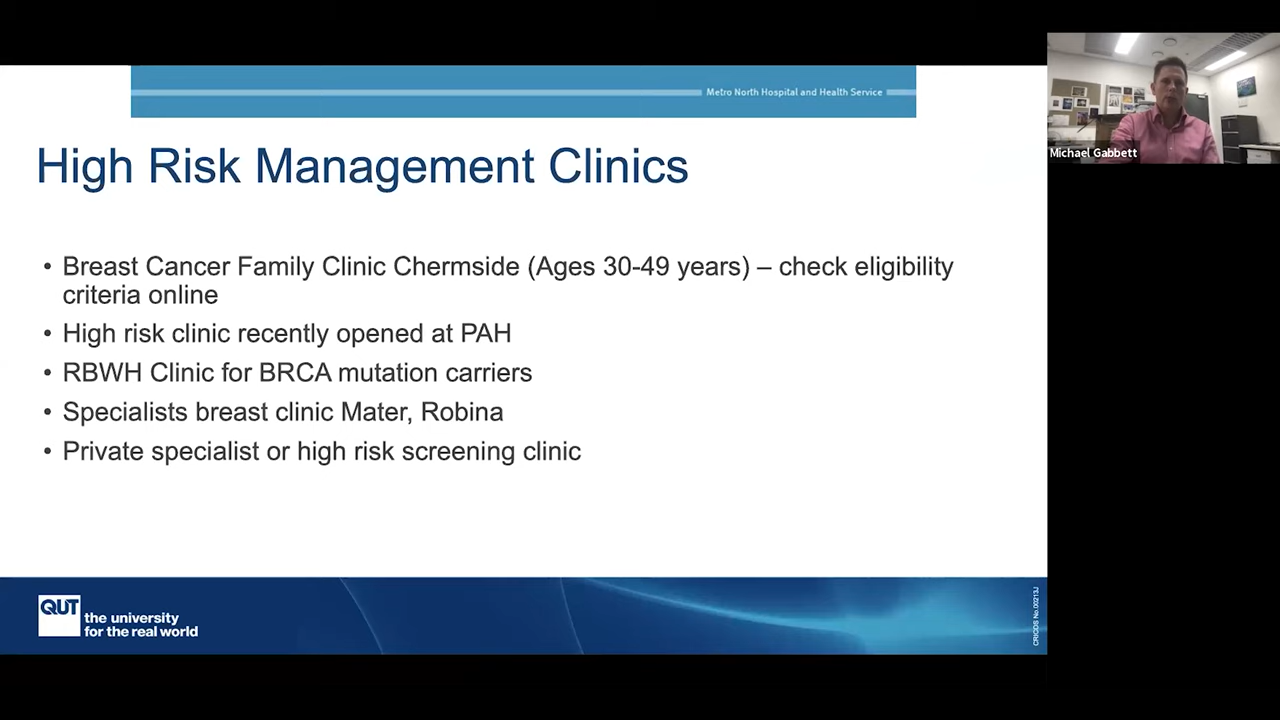 Metro North Hospital and Health Service
Michael Gabbett
High Risk Management Clinics
• Breast Cancer Family Clinic Chermside (Ages 30-49 years) – check eligibility
criteria online
• High risk clinic recently opened at PAH
• RBWH Clinic for BRCA mutation carriers
• Specialists breast clinic Mater, Robina
• Private specialist or high risk screening clinic
QUT
the university
for the real world
CRICOS No.00213J